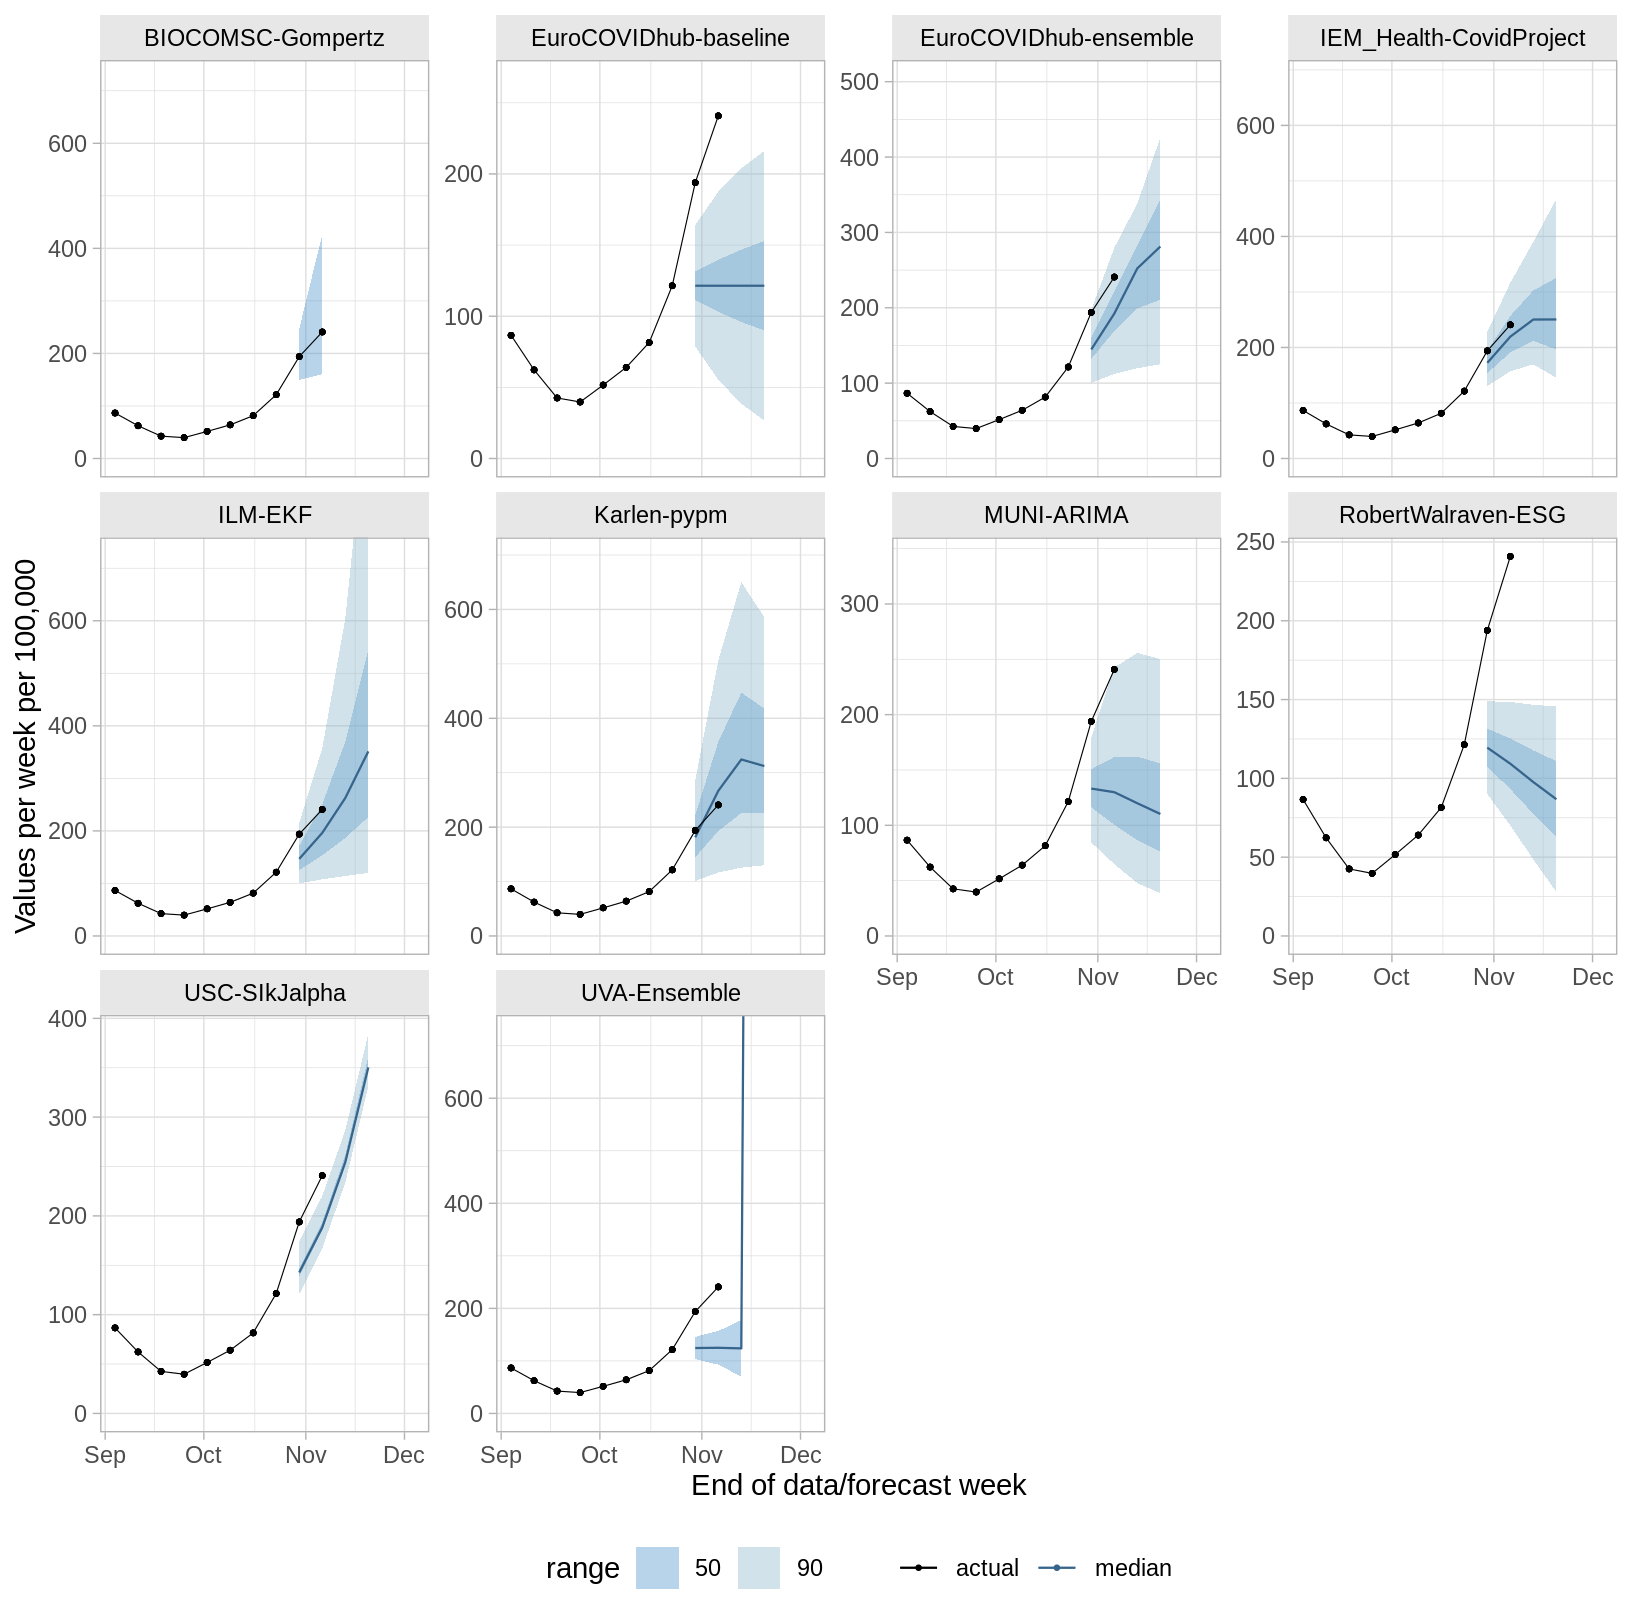 BIOCOMSC-Gompertz
EuroCOVIDhub-baseline
EuroCOVIDhub-ensemble
IEM_Health-CovidProject
600
400
200
0
200
100
0
500
400
300
200
100
0
600
400
200
0
ILM-EKF
Karlen-pypm
MUNI-ARIMA
RobertWalraven-ESG
Values per week per 100,000
600
400
200
0
600
400
200
0
300
200
100
0
250
200
150
100
50
0
Sep Oct Nov Dec
Sep Oct Nov Dec
USC-SIkJalpha
UVA-Ensemble
400
300
200
100
0
600
400
200
0
Sep Oct Nov Dec
Sep Oct Nov Dec
End of data/forecast week
range 50 90 actual median